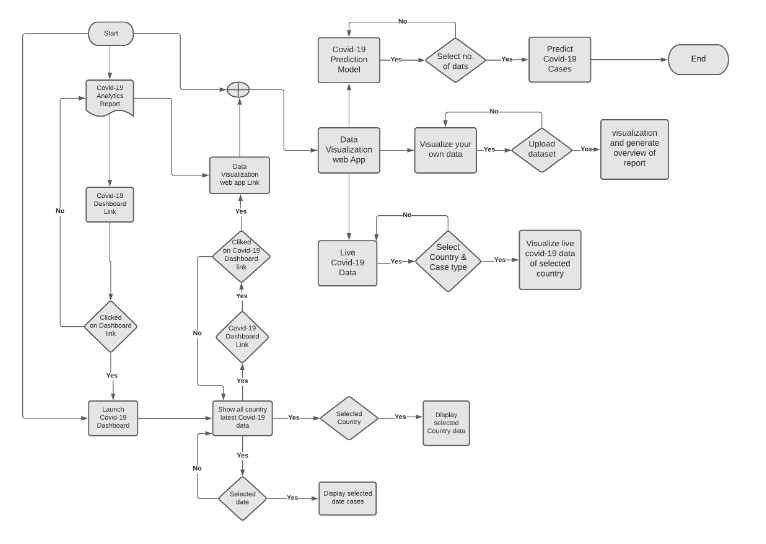 Start
No
Covid-19
Prediction
Model
Yes
Select no.
of dats
Yes
Predict
Covid-19
Cases
End
Covid-19
Analytics
Report
No
Data
Visualization
web App
Visualize your
own data
Yes
Upload
dataset
Yes
visualization
and generate
overview of
report
Data
Visualization
web app Link
Covid-19
Dashboard
Link
No
Yes
No
Cliked
on Covid-19
Dashboard
link
Live
Covid-19
Data
Yes
Select
Country &
Case type
Yes
Visualize live
covid-19 data
of selected
country
Yes
Clicked
on Dashboard
link
No
Covid-19
Dashboard
Link
Yes
Yes
Launch
Covid-19
Dashboard
Show all country
latest Covid-19
data
Yes
Selected
Country
Yes
Display
selected
Country data
Yes
No
Selected
date
Yes
Display selected
date cases